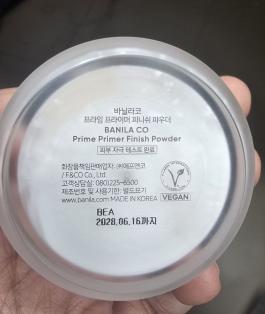 바닐라코
프라임 프라이머 피니쉬 파우더
BANILA CO
Prime Primer Finish Powder
피부 자극 테스트 완료
화장품책임판매업자: ㈜에프앤코
/ F&CO Co., Ltd.
고객상담실: 080)225-6500
제조번호 및 사용기한: 별도표기
www.banila.com MADE IN KOREA
VEGAN
BEA
2028.06.16까지